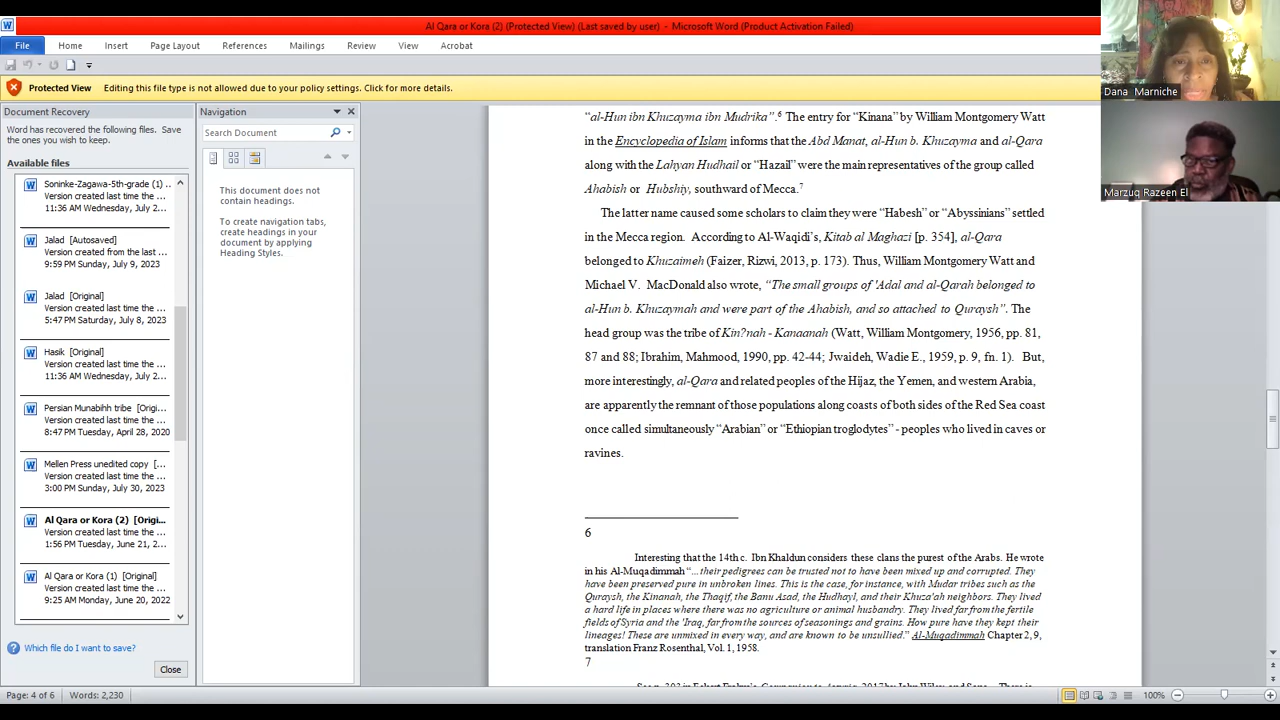 Al Qara or Kora (2) (Protected View) (Last saved by user) - Microsoft Word (Product Activation Failed)
File Home Insert Page Layout References Mailings Review View Acrobat
Protected View Editing this file type is not allowed due to your policy settings. Click for more details.
Document Recovery
Word has recovered the following files. Save
the ones you wish to keep.
Available files
Soninke-Zagawa-5th-grade (1) ...
Version created last time the ...
11:36 AM Wednesday, July 2...
Jalad [Autosaved]
Version created from the last ...
9:59 PM Sunday, July 9, 2023
Jalad [Original]
Version created last time the ...
5:47 PM Saturday, July 8, 2023
Hasik [Original]
Version created last time the ...
11:36 AM Wednesday, July 2...
Persian Munabihh tribe [Origi...
Version created last time the ...
8:47 PM Tuesday, April 28, 2020
Mellen Press unedited copy [...
Version created last time the ...
3:00 PM Sunday, July 30, 2023
Al Qara or Kora (2) [Origi...
Version created last time the ...
1:56 PM Tuesday, June 21, 2...
Al Qara or Kora (1) [Original]
Version created last time the ...
9:25 AM Monday, June 20, 2022
Which file do I want to save?
Close
Navigation
Search Document
This document does not
contain headings.
To create navigation tabs,
create headings in your
document by applying
Heading Styles.
"al-Hun ibn Khuzayma ibn Mudrika".6 The entry for "Kinana" by William Montgomery Watt
in the Encyclopedia of Islam informs that the Abd Manat, al-Hun b. Khuzayma and al-Qara
along with the Lahyan Hudhail or "Hazail" were the main representatives of the group called
Ahabish or Hubshiy, southward of Mecca.7
The latter name caused some scholars to claim they were "Habesh" or "Abyssinians" settled
in the Mecca region. According to Al-Waqidi's, Kitab al Maghazi [p. 354], al-Qara
belonged to Khuzaimeh (Faizer, Rizwi, 2013, p. 173). Thus, William Montgomery Watt and
Michael V. MacDonald also wrote, "The small groups of 'Adal and al-Qarah belonged to
al-Hun b. Khuzaymah and were part of the Ahabish, and so attached to Quraysh". The
head group was the tribe of Kin?nah - Kanaanah (Watt, William Montgomery, 1956, pp. 81,
87 and 88; Ibrahim, Mahmood, 1990, pp. 42-44; Jwaideh, Wadie E., 1959, p. 9, fn. 1). But,
more interestingly, al-Qara and related peoples of the Hijaz, the Yemen, and western Arabia,
are apparently the remnant of those populations along coasts of both sides of the Red Sea coast
once called simultaneously "Arabian" or "Ethiopian troglodytes" - peoples who lived in caves or
ravines.
6
Interesting that the 14th c. Ibn Khaldun considers these clans the purest of the Arabs. He wrote
in his Al-Muqadimmah "...their pedigrees can be trusted not to have been mixed up and corrupted. They
have been preserved pure in unbroken lines. This is the case, for instance, with Mudar tribes such as the
Quraysh, the Kinanah, the Thaqif, the Banu Asad, the Hudhayl, and their Khuza'ah neighbors. They lived
a hard life in places where there was no agriculture or animal husbandry. They lived far from the fertile
fields of Syria and the 'Iraq, far from the sources of seasonings and grains. How pure have they kept their
lineages! These are unmixed in every way, and are known to be unsullied." Al-Muqadimmah Chapter 2, 9,
translation Franz Rosenthal, Vol. 1, 1958.
7
Dana Marniche
Marzuq Razeen El
Page: 4 of 6 Words: 2,230
100%